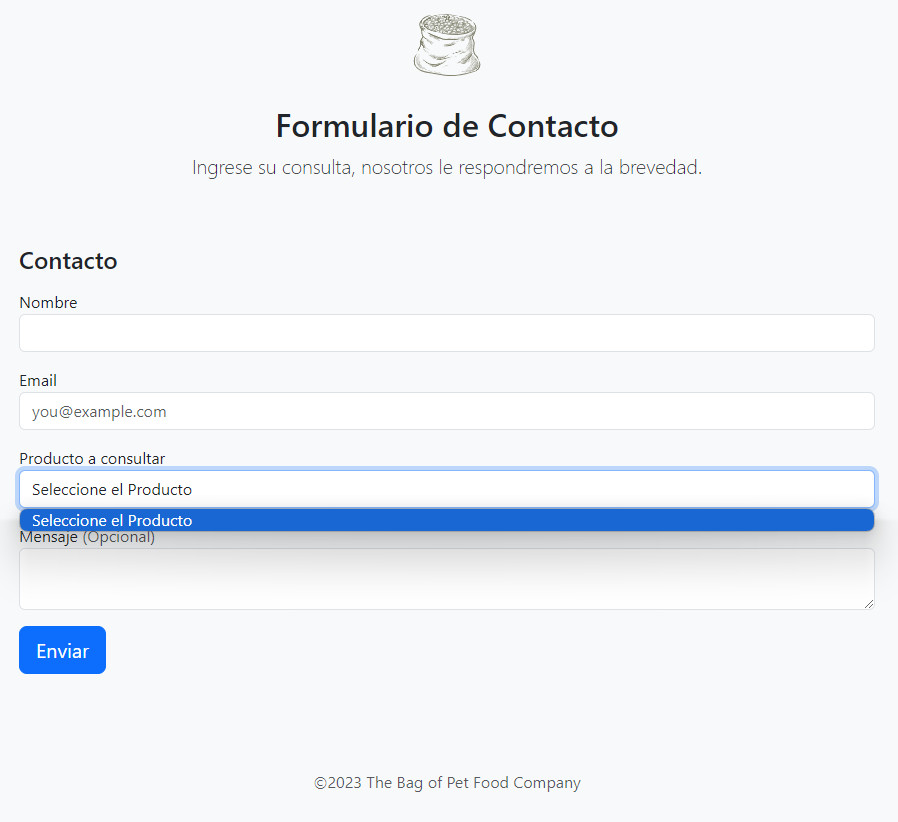 Formulario de Contacto
Ingrese su consulta, nosotros le respondremos a la brevedad.
Contacto
Nombre
Email
you@example.com
Producto a consultar
Seleccione el Producto
Seleccione el Producto
Mensaje (Opcional)
Enviar
©2023 The Bag of Pet Food Company